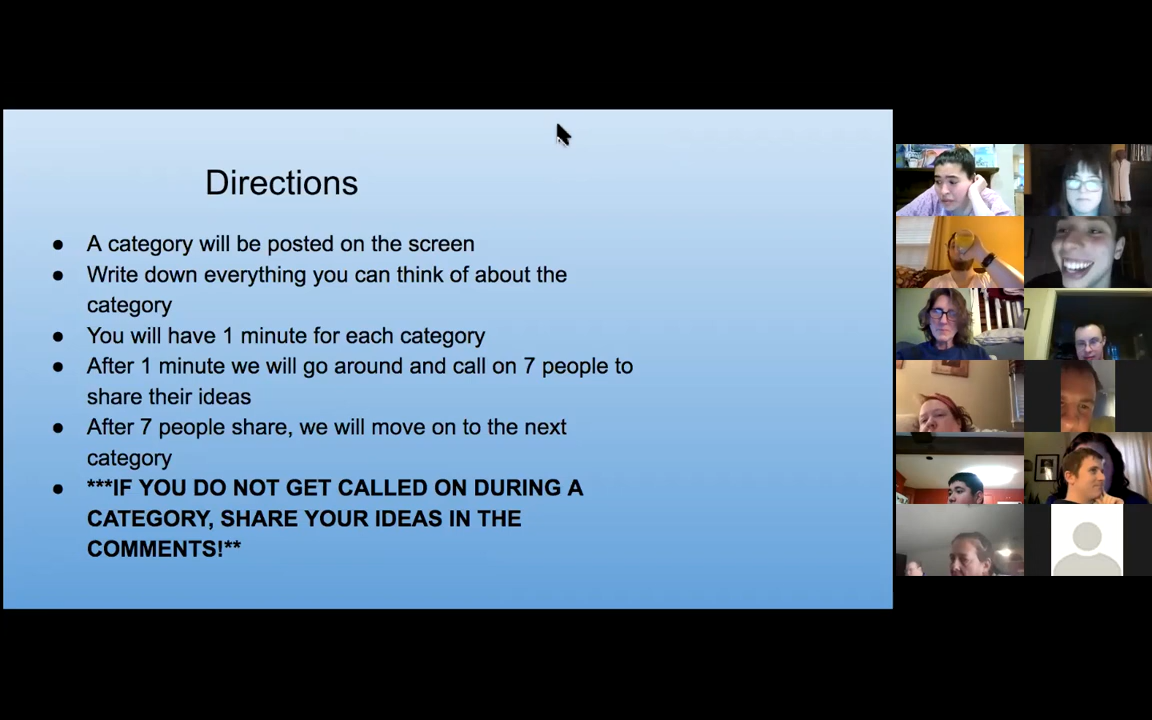 Directions
● A category will be posted on the screen
● Write down everything you can think of about the
category
● You will have 1 minute for each category
● After 1 minute we will go around and call on 7 people to
share their ideas
● After 7 people share, we will move on to the next
category
● ***IF YOU DO NOT GET CALLED ON DURING A
CATEGORY, SHARE YOUR IDEAS IN THE
COMMENTS!**